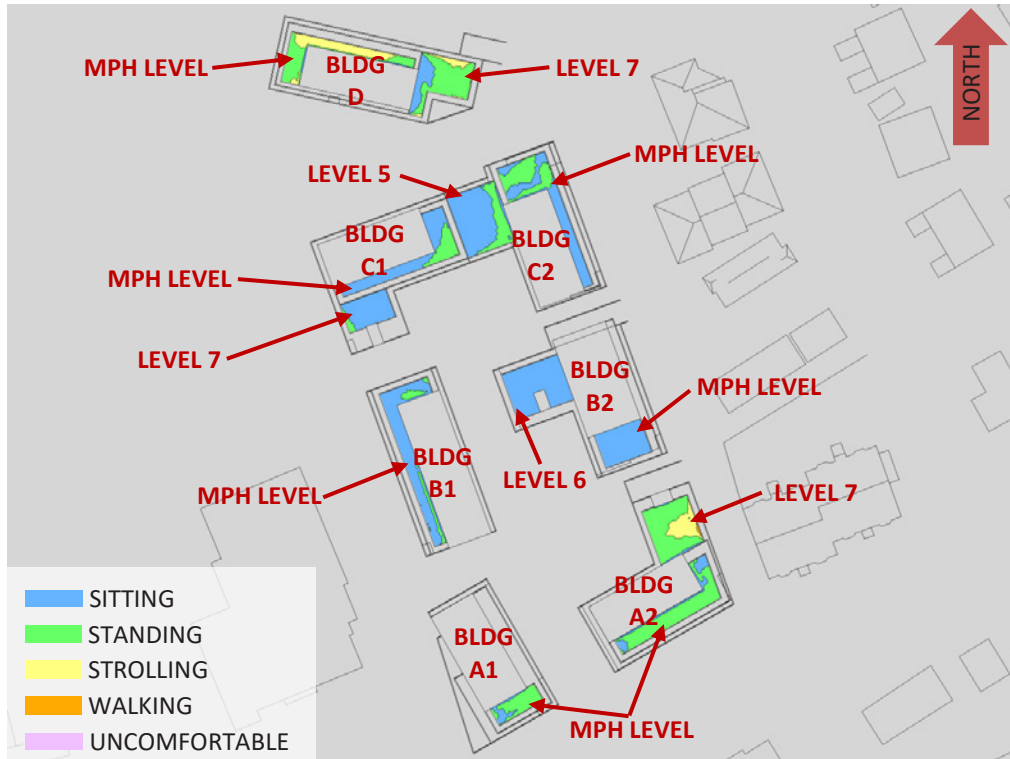 NORTH
MPH LEVEL
BLDG
D
LEVEL 7
LEVEL 5
MPH LEVEL
BLDG
C1
BLDG
C2
MPH LEVEL
LEVEL 7
BLDG
B2
MPH LEVEL
BLDG
B1
LEVEL 6
MPH LEVEL
LEVEL 7
BLDG
A2
BLDG
A1
MPH LEVEL
SITTING
STANDING
STROLLING
WALKING
UNCOMFORTABLE